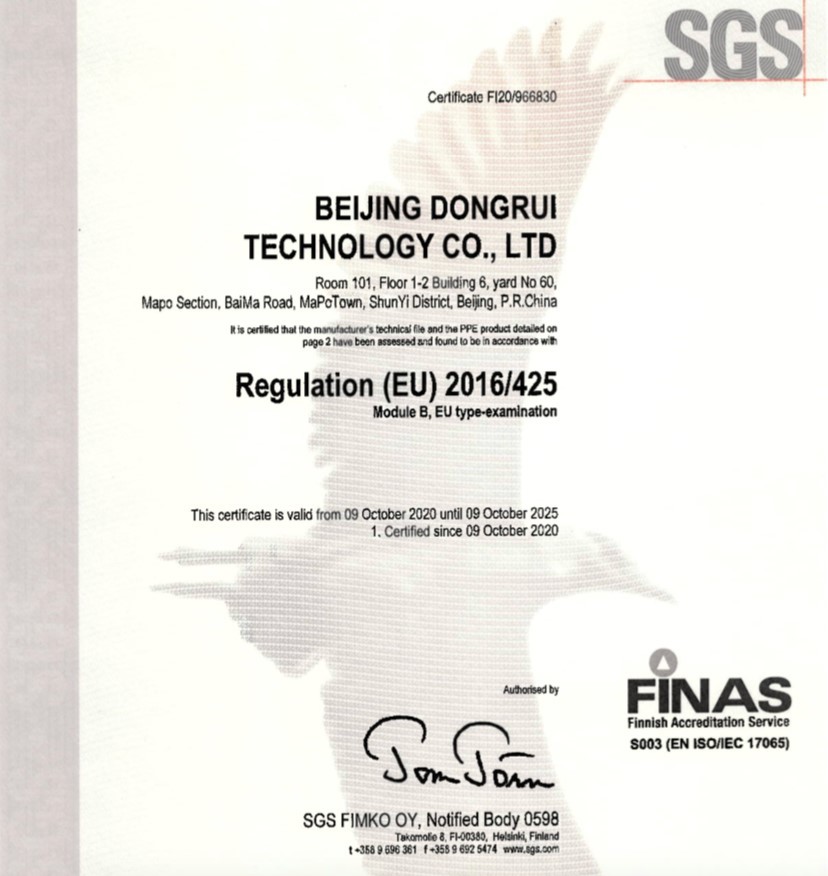 SGS
Certificate FI20/966830
BEIJING DONGRUI
TECHNOLOGY CO., LTD
Room 101, Floor 1-2 Building 6, yard No 60,
Mapo Section, BaiMa Road, MaPoTown, ShunYi District, Beijing, P.R.China
It is certified that the manufacturer's technical file and the PPE product detailed on
page 2 have been assessed and found to be in accordance with
Regulation (EU) 2016/425
Module B, EU type-examination
This certificate is valid from 09 October 2020 until 09 October 2025
1. Certified since 09 October 2020
Authorised by
FINAS
Finnish Accreditation Service
S003 (EN ISO/IEC 17065)
SGS FIMKO OY, Notified Body 0598
8, FI-00380, Helsinki, Finland
t +358 9 696 361 f +358 9 692 5474 www.sgs.com